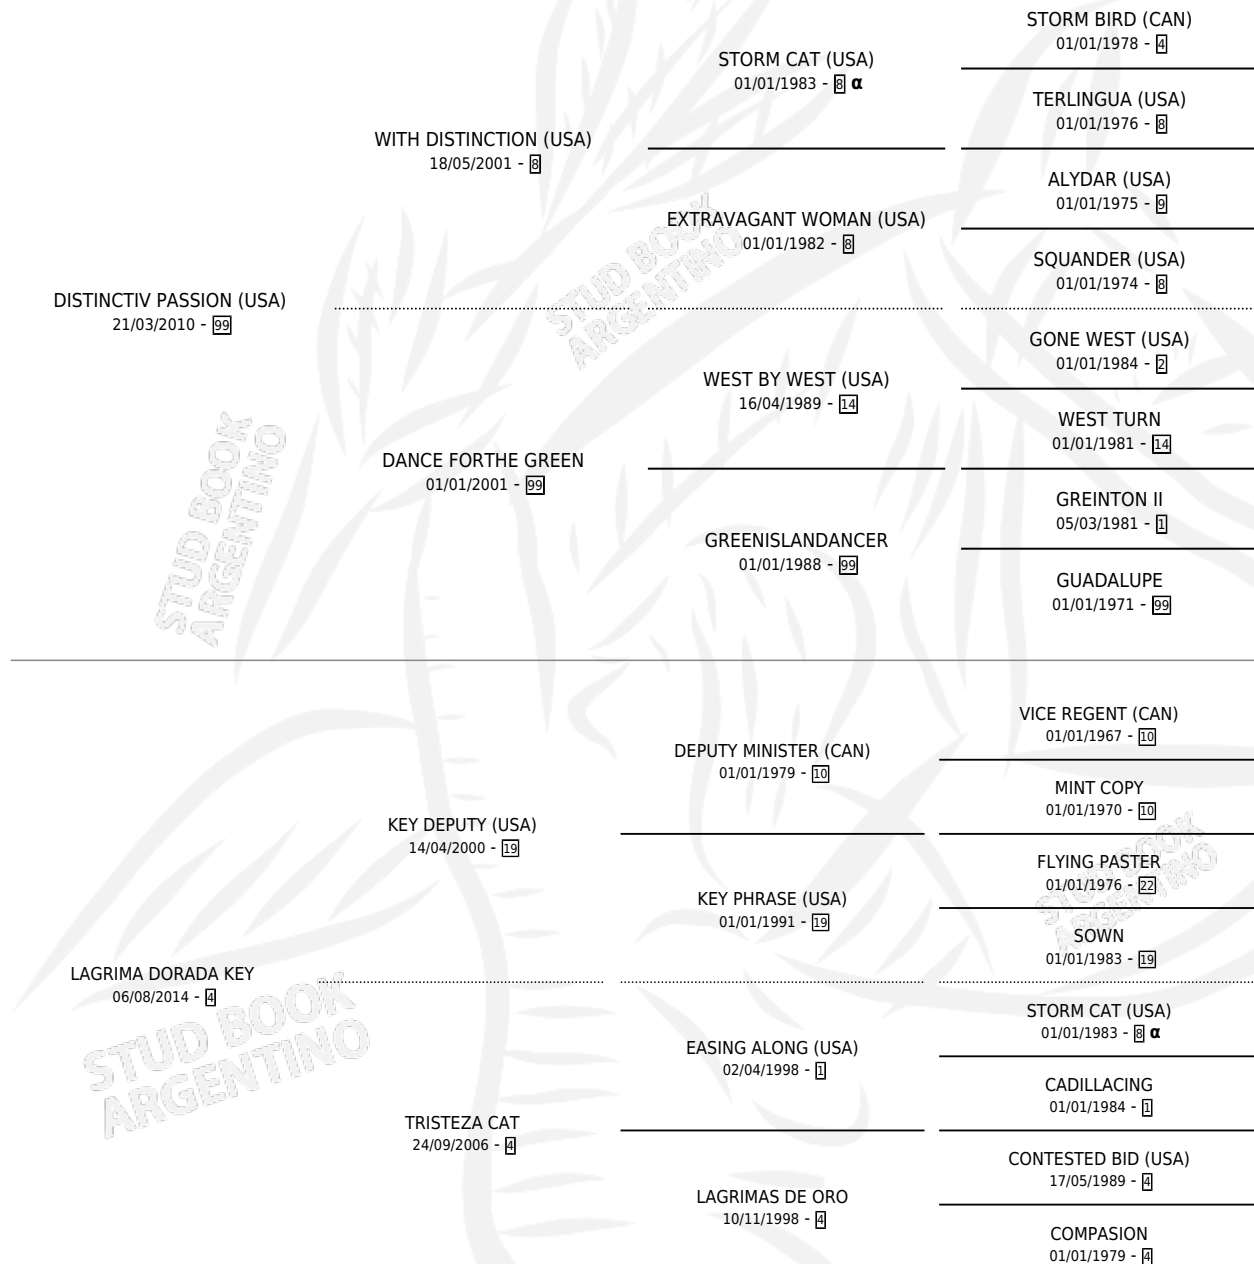 STORM BIRD (CAN)
01/01/1978 - 4
STORM CAT (USA)
01/01/1983 - 8 α
TERLINGUA (USA)
01/01/1976 - 8
WITH DISTINCTION (USA)
18/05/2001 - 8
ALYDAR (USA)
01/01/1975 - 9
EXTRAVAGANT WOMAN (USA)
01/01/1982 - 8
SQUANDER (USA)
01/01/1974 - 8
DISTINCTIV PASSION (USA)
21/03/2010 - 99
GONE WEST (USA)
01/01/1984 - 2
WEST BY WEST (USA)
16/04/1989 - 14
WEST TURN
01/01/1981 - 14
DANCE FORTHE GREEN
01/01/2001 - 99
GREINTON II
05/03/1981 - 1
GREENISLANDANCER
01/01/1988 - 99
GUADALUPE
01/01/1971 - 99
VICE REGENT (CAN)
01/01/1967 - 10
DEPUTY MINISTER (CAN)
01/01/1979 - 10
MINT COPY
01/01/1970 - 10
KEY DEPUTY (USA)
14/04/2000 - 19
FLYING PASTER
01/01/1976 - 22
KEY PHRASE (USA)
01/01/1991 - 19
SOWN
01/01/1983 - 19
LAGRIMA DORADA KEY
06/08/2014 - 4
STORM CAT (USA)
01/01/1983 - 8 α
EASING ALONG (USA)
02/04/1998 - 1
CADILLACING
01/01/1984 - 1
TRISTEZA CAT
24/09/2006 - 4
CONTESTED BID (USA)
17/05/1989 - 4
LAGRIMAS DE ORO
10/11/1998 - 4
COMPASION
01/01/1979 - 4
STUD BOOK
ARGENTINO
STUD BOOK
ARGENTINO
STUD BOOK
ARGENTINO
STUD BOOK
ARGENTINO